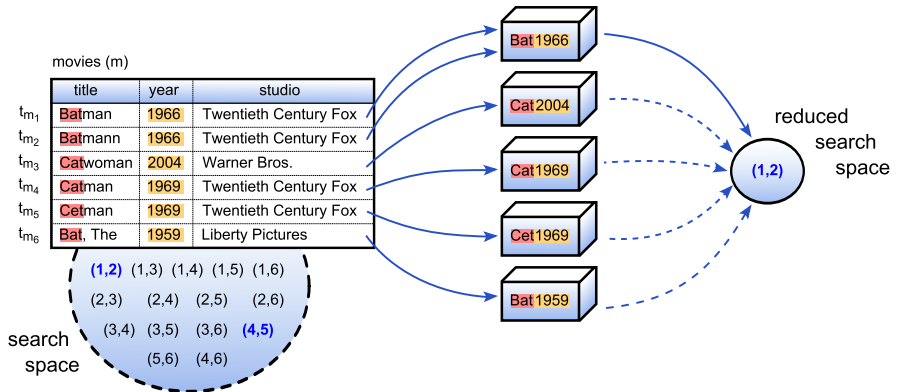 movies (m)
title year studio
tm1 Batman 1966 Twentieth Century Fox
tm2 Batmann 1966 Twentieth Century Fox
tm3 Catwoman 2004 Warner Bros.
tm4 Catman 1969 Twentieth Century Fox
tm5 Cetman 1969 Twentieth Century Fox
tm6 Bat, The 1959 Liberty Pictures
(1,2) (1,3) (1,4) (1,5) (1,6)
(2,3) (2,4) (2,5) (2,6)
(3,4) (3,5) (3,6) (4,5)
(5,6) (4,6)
search
space
Bat1966
Cat2004
Cat1969
Cet1969
Bat1959
reduced
search
space
(1,2)